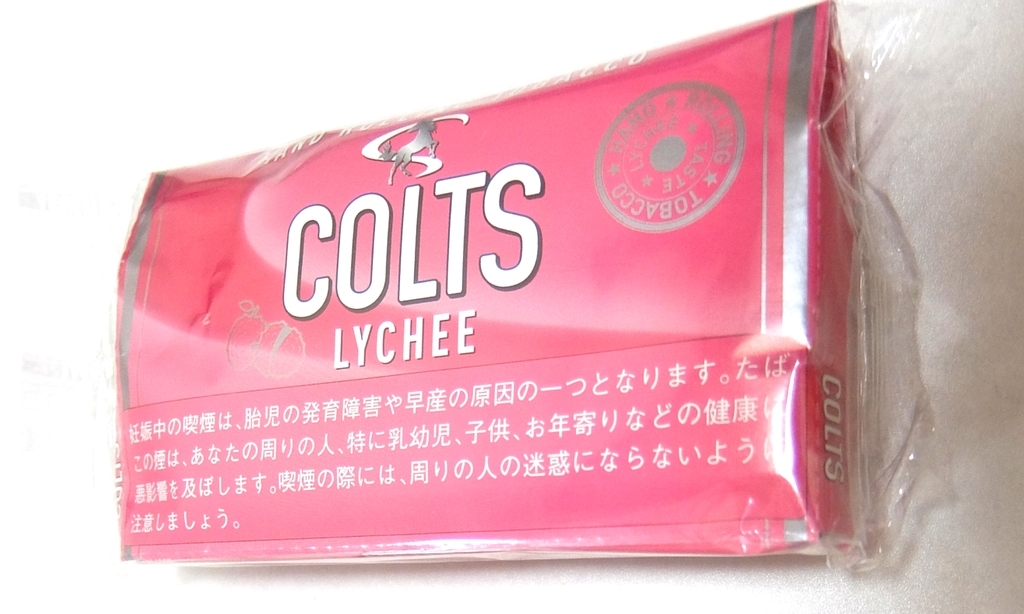 HAND ROLLING TOBACCO
COLTS
LYCHEE
HAND ★ ROLLING ★ TOBACCO ★
LYCHEE ★ TASTE ★
妊娠中の喫煙は、胎児の発育障害や早産の原因の一つとなります。たば
この煙は、あなたの周りの人、特に乳幼児、子供、お年寄りなどの健康に
悪影響を及ぼします。喫煙の際には、周りの人の迷惑にならないように
注意しましょう。
COLTS